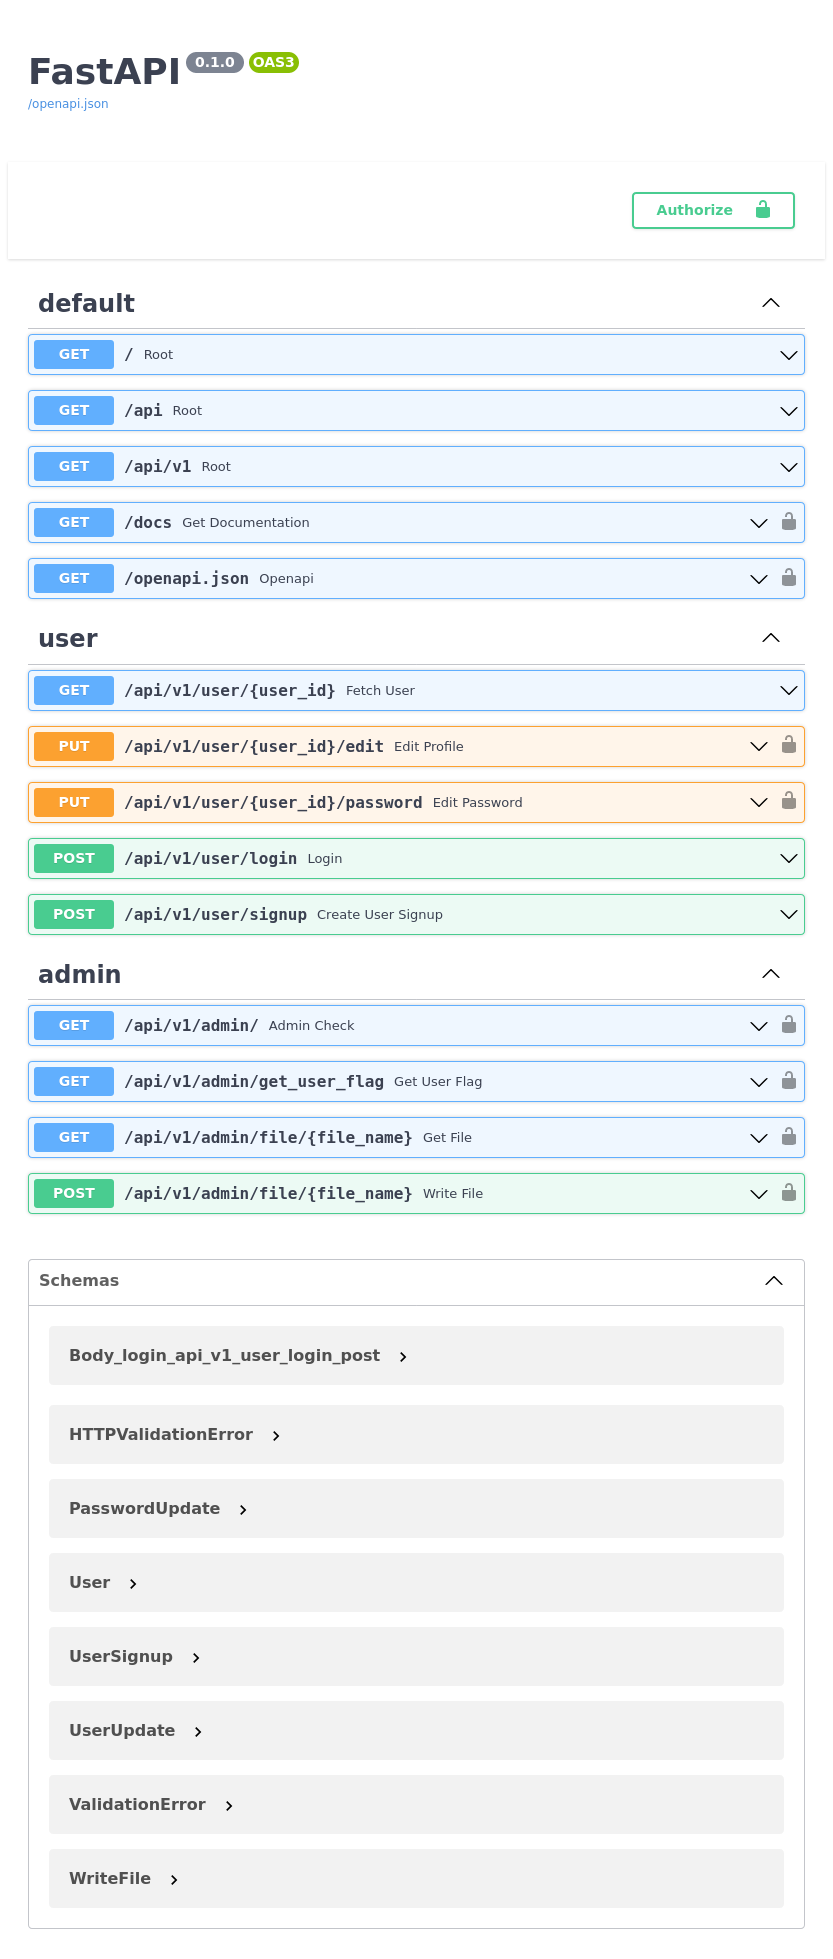 FastAPI 0.1.0 OAS3
/openapi.json
Authorize
default
GET / Root
GET /api Root
GET /api/v1 Root
GET /docs Get Documentation
GET /openapi.json Openapi
user
GET /api/v1/user/{user_id} Fetch User
PUT /api/v1/user/{user_id}/edit Edit Profile
PUT /api/v1/user/{user_id}/password Edit Password
POST /api/v1/user/login Login
POST /api/v1/user/signup Create User Signup
admin
GET /api/v1/admin/ Admin Check
GET /api/v1/admin/get_user_flag Get User Flag
GET /api/v1/admin/file/{file_name} Get File
POST /api/v1/admin/file/{file_name} Write File
Schemas
Body_login_api_v1_user_login_post
HTTPValidationError
PasswordUpdate
User
UserSignup
UserUpdate
ValidationError
WriteFile